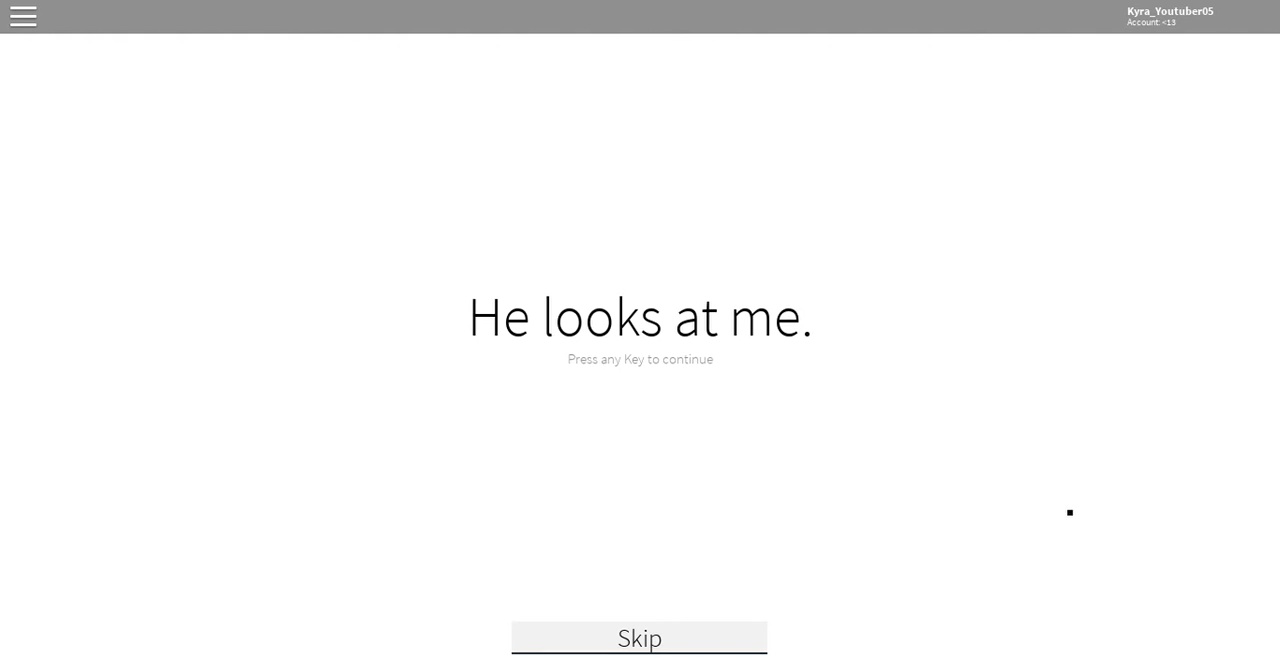 Kyra_Youtuber05
Account: <13
He looks at me.
Press any Key to continue
Skip